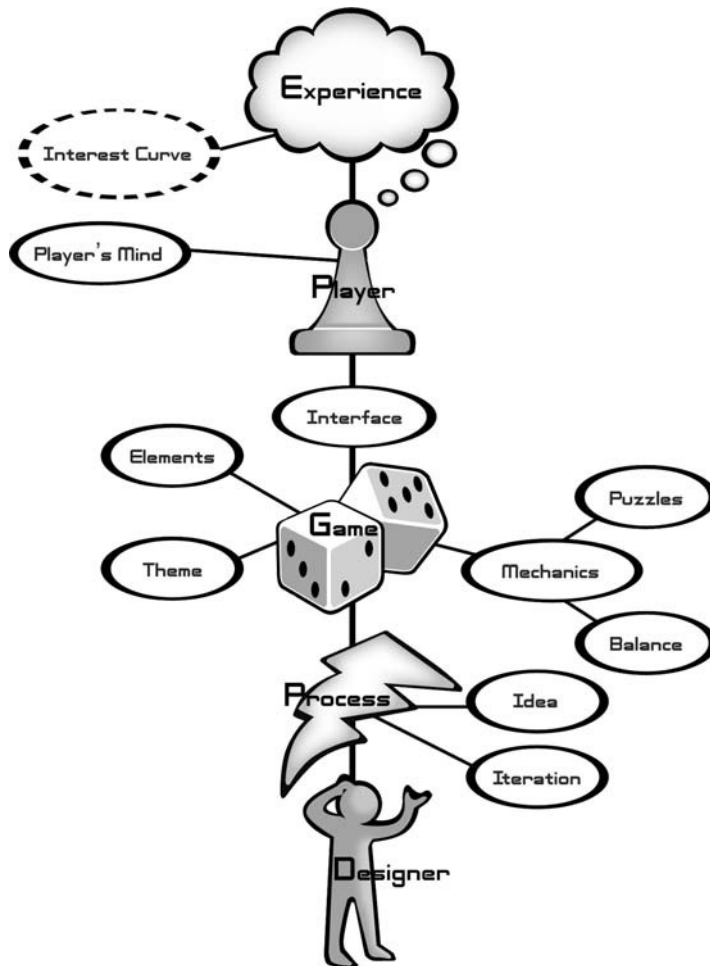 Experience
Interest Curve
Player's Mind
Player
Interface
Elements
Game
Puzzles
Theme
Mechanics
Balance
Process
Idea
Iteration
Designer